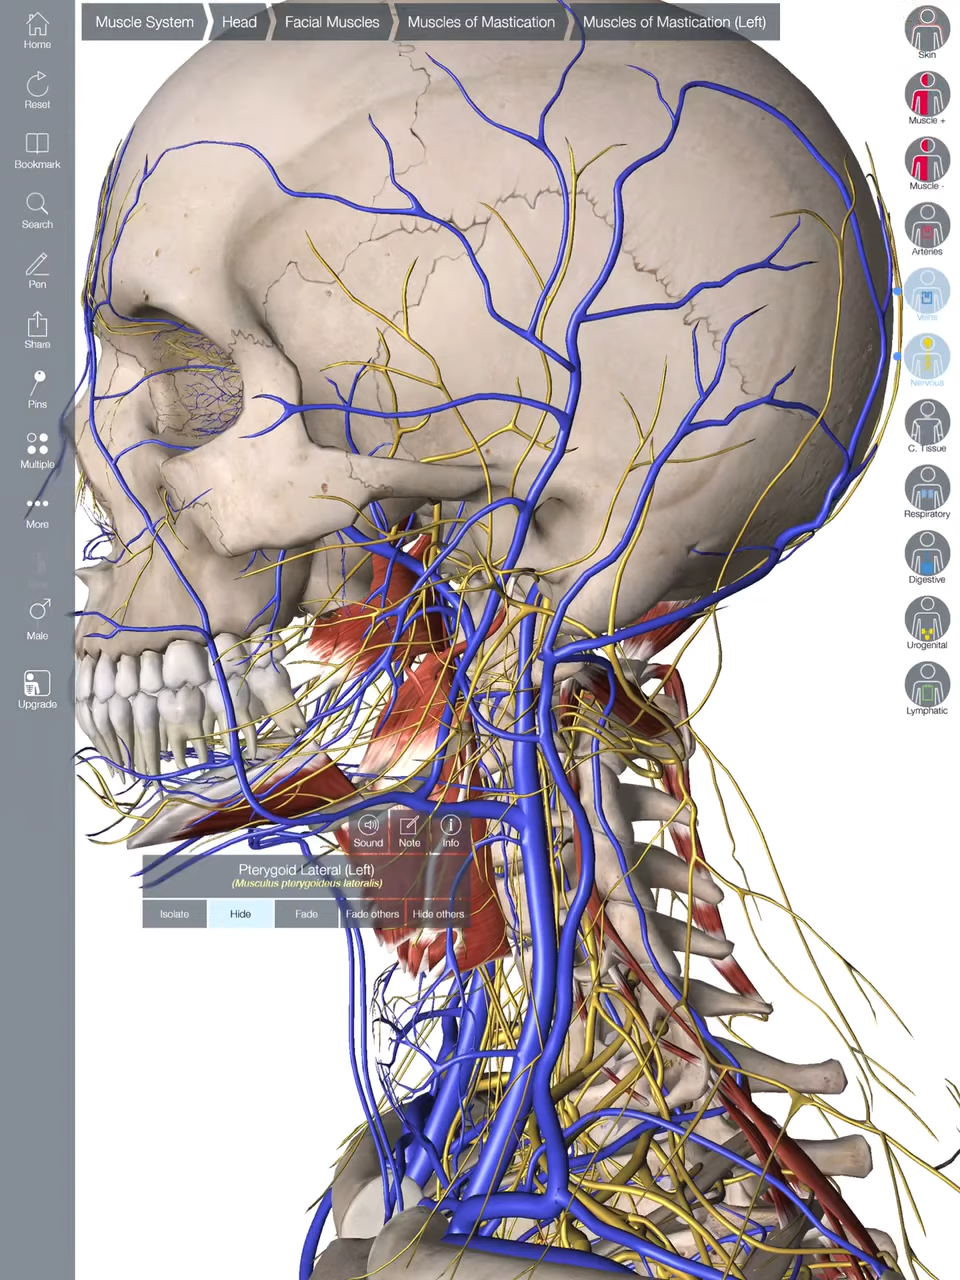 Muscle System
Head
Facial Muscles
Muscles of Mastication
Muscles of Mastication (Left)
Home
Reset
Bookmark
Search
Pen
Share
Pins
Multiple
More
Male
Upgrade
Skin
Muscle +
Muscle -
Arteries
Veins
Nervous
C. Tissue
Respiratory
Digestive
Urogenital
Lymphatic
Sound
Note
Info
Pterygoid Lateral (Left)
(Musculus pterygoideus lateralis)
Isolate
Hide
Fade
Fade others
Hide others